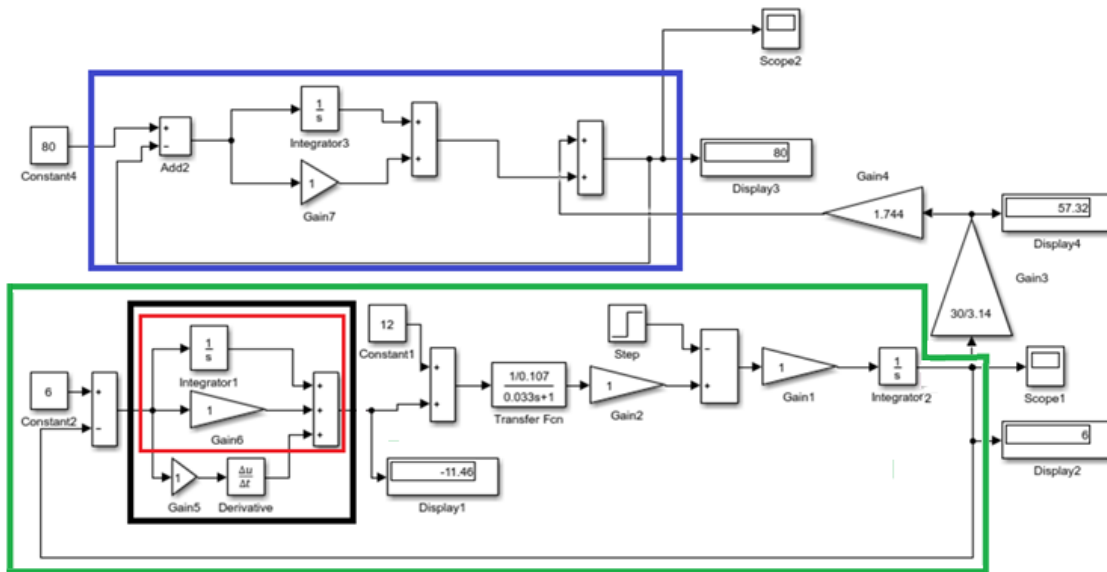 Scope2
1
s
Integrator3
80
Constant4
+
−
Add2
+
+
1
Gain7
+
+
80
Display3
Gain4
1.744
57.32
Display4
Gain3
30/3.14
12
Constant1
Step
1
s
Integrator1
6
Constant2
+
−
1
Gain6
+
+
+
1
Gain5
Δu
Δt
Derivative
+
+
1/0.107
0.033s+1
Transfer Fcn
1
Gain2
−
+
1
Gain1
1
s
Integrator2
Scope1
-11.46
Display1
6
Display2